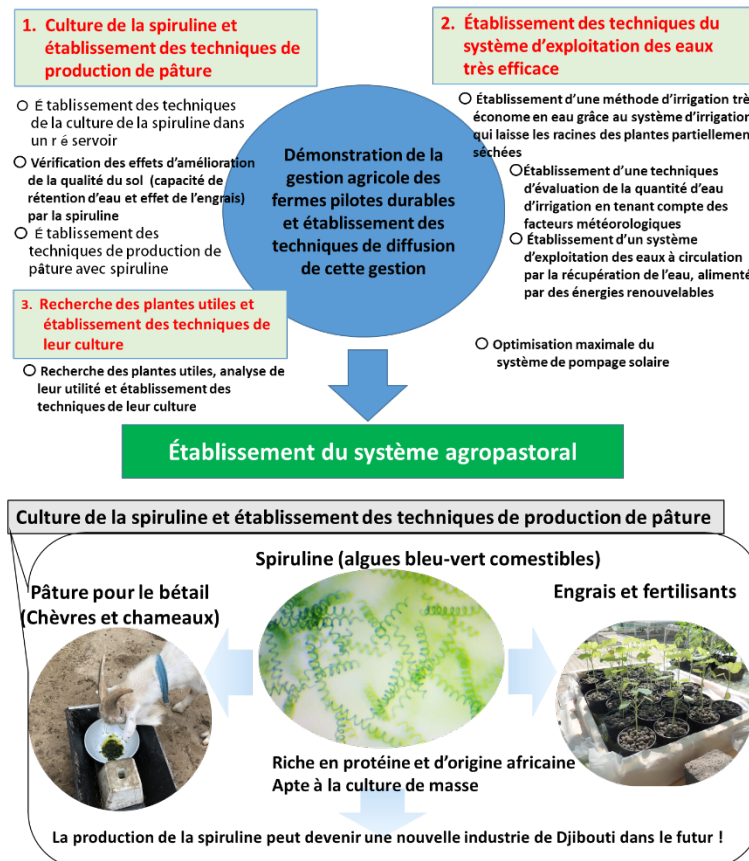 1. Culture de la spiruline et
établissement des techniques de
production de pâture
○ É tablissement des techniques
de la culture de la spiruline dans
un r é servoir
○ Vérification des effets d'amélioration
de la qualité du sol (capacité de
rétention d'eau et effet de l'engrais)
par la spiruline
○ É tablissement des
techniques de production de
pâture avec spiruline
2. Établissement des techniques du
système d'exploitation des eaux
très efficace
○ Établissement d'une méthode d'irrigation trè
économe en eau grâce au système d'irrigation
qui laisse les racines des plantes partiellemen
séchées
○ Établissement d'une techniques
d'évaluation de la quantité d'eau
d'irrigation en tenant compte des
facteurs météorologiques
○ Établissement d'un système
d'exploitation des eaux à circulation
par la récupération de l'eau, alimenté
par des énergies renouvelables
○ Optimisation maximale du
système de pompage solaire
Démonstration de la
gestion agricole des
fermes pilotes durables
et établissement des
techniques de diffusion
de cette gestion
3. Recherche des plantes utiles et
établissement des techniques de
leur culture
○ Recherche des plantes utiles, analyse de
leur utilité et établissement des
techniques de leur culture
Établissement du système agropastoral
Culture de la spiruline et établissement des techniques de production de pâture
Spiruline (algues bleu-vert comestibles)
Pâture pour le bétail
(Chèvres et chameaux)
Engrais et fertilisants
Riche en protéine et d'origine africaine
Apte à la culture de masse
La production de la spiruline peut devenir une nouvelle industrie de Djibouti dans le futur !